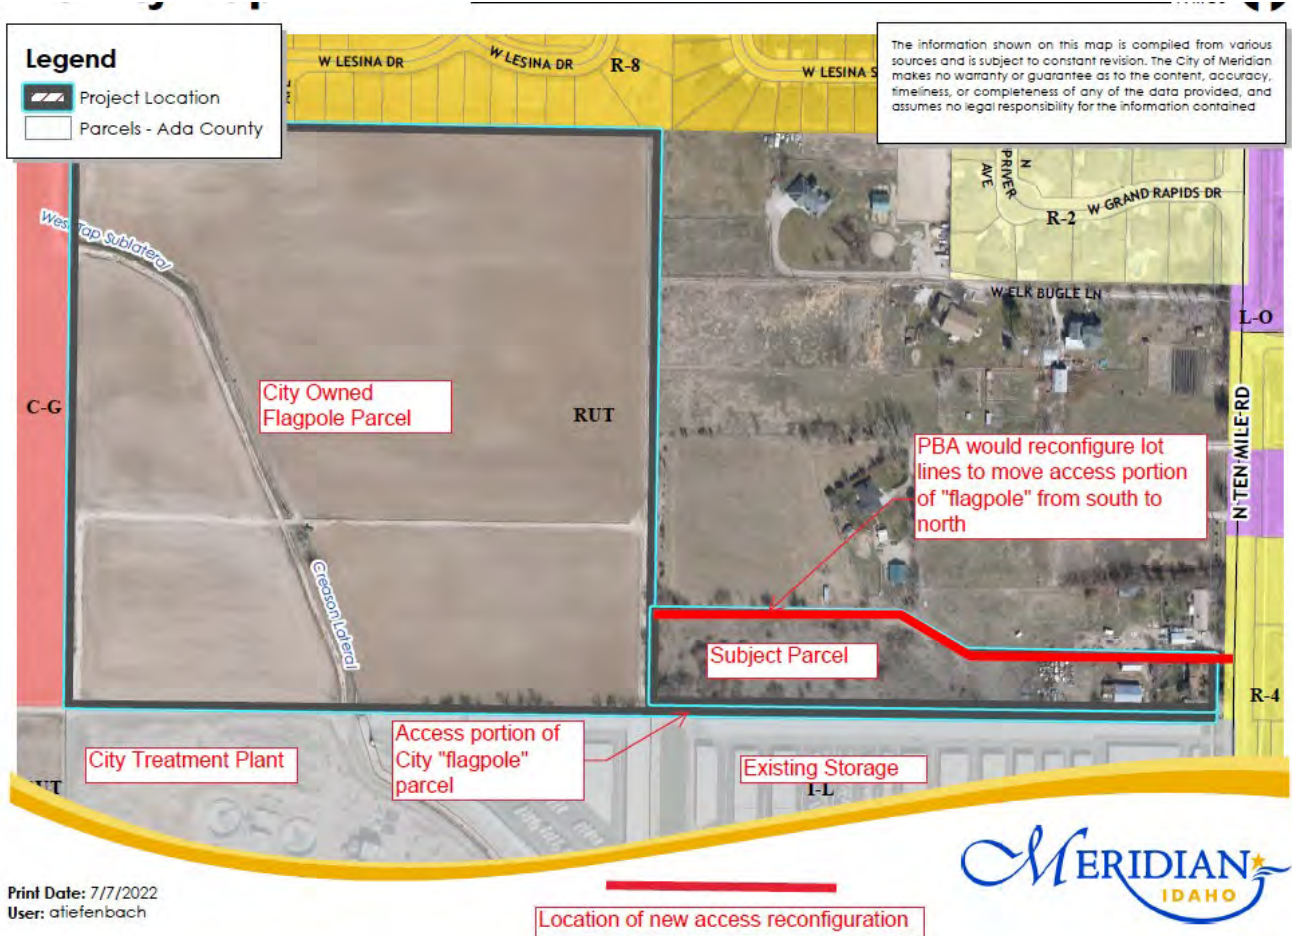 Legend
Project Location
Parcels - Ada County
The information shown on this map is compiled from various
sources and is subject to constant revision. The City of Meridian
makes no warranty or guarantee as to the content, accuracy,
timeliness, or completeness of any of the data provided, and
assumes no legal responsibility for the information contained
W LESINA DR
W LESINA DR
R-8
W LESINA S
N
PRIVER
AVE
R-2
W GRAND RAPIDS DR
West Tap Sublateral
W ELK BUGLE LN
L-O
C-G
City Owned
Flagpole Parcel
RUT
N TEN MILE RD
PBA would reconfigure lot
lines to move access portion
of "flagpole" from south to
north
Creason Lateral
Subject Parcel
R-4
Access portion of
City "flagpole"
parcel
City Treatment Plant
Existing Storage
I-L
MERIDIAN
IDAHO
Print Date: 7/7/2022
User: atiefenbach
Location of new access reconfiguration